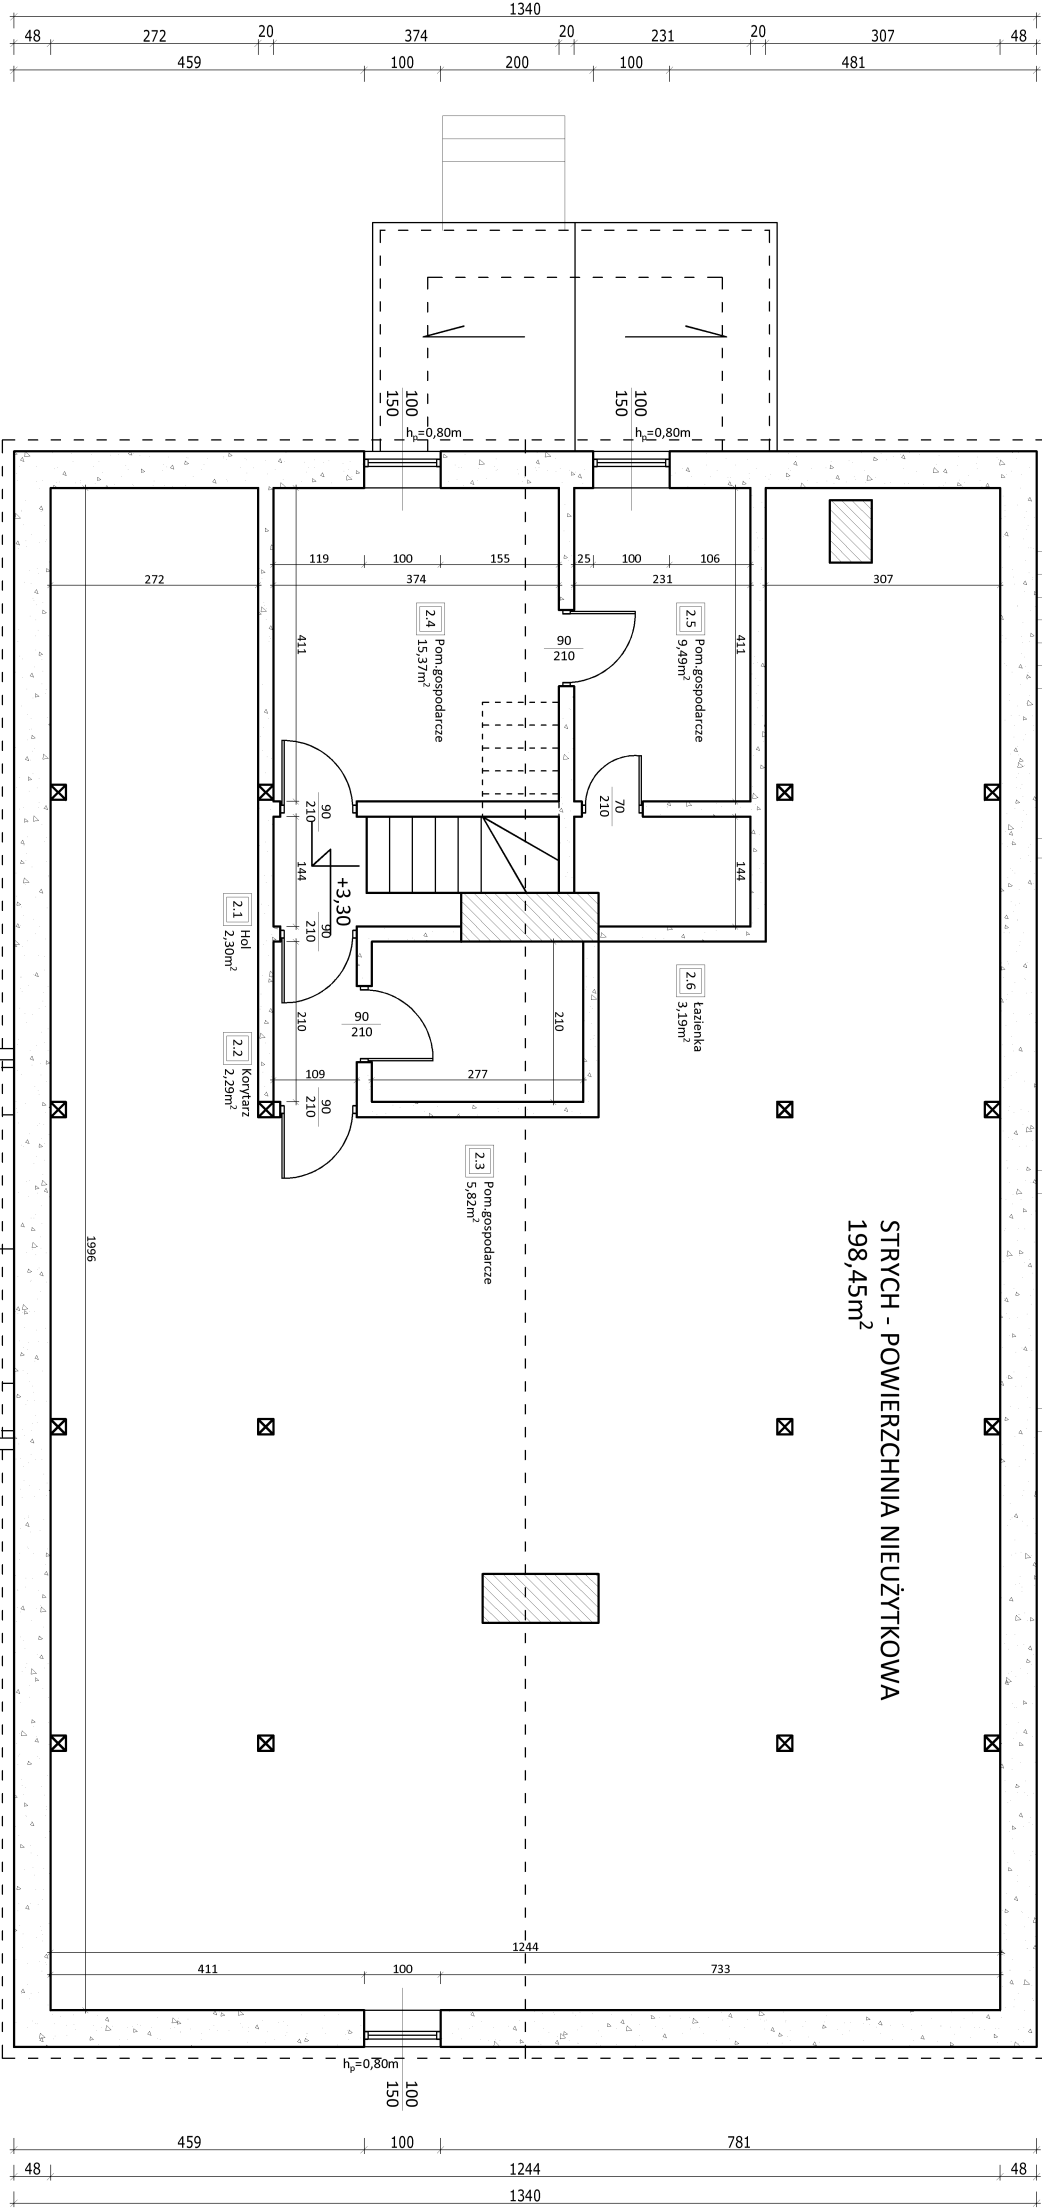 1340
48 272 20 374 20 231 20 307 48
459 100 200 100 481
100
150
100
150
hp=0,80m
hp=0,80m
119 100 155 25 100 106
272 374 231 307
2.4 Pom.gospodarcze
15,37m²
2.5 Pom.gospodarcze
9,49m²
411
411
90
210
90
210
70
210
144
144
+3,30
2.1 Hol
2,30m²
90
210
2.6 Łazienka
3,19m²
210
90
210
210
2.2 Korytarz
2,29m²
109 277
90
210
2.3 Pom.gospodarcze
5,82m²
1996
STRYCH - POWIERZCHNIA NIEUŻYTKOWA
198,45m²
1244
411 100 733
hp=0,80m
100
150
459 100 781
48 1244 48
1340